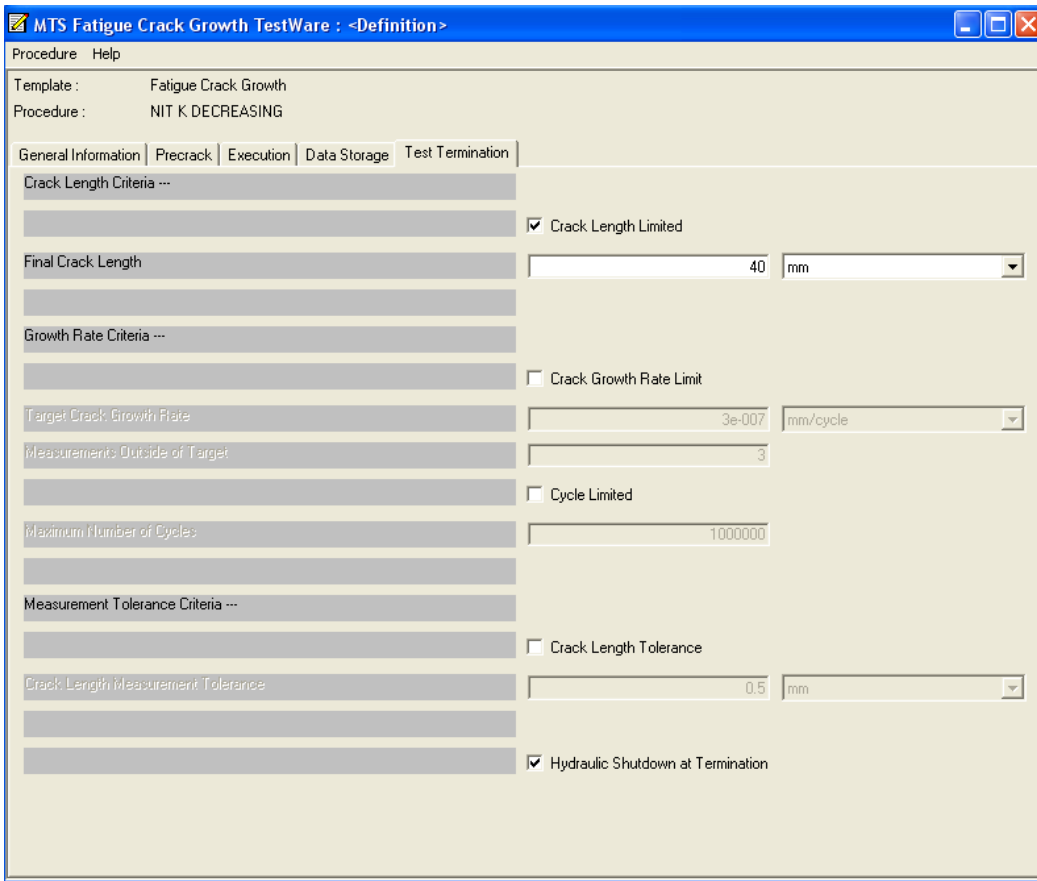 MTS Fatigue Crack Growth TestWare : <Definition>
Procedure Help
Template : Fatigue Crack Growth
Procedure : NIT K DECREASING
General Information Precrack Execution Data Storage Test Termination
Crack Length Criteria ---
Crack Length Limited
Final Crack Length 40 mm
Growth Rate Criteria ---
Crack Growth Rate Limit
Target Crack Growth Rate 3e-007 mm/cycle
Measurements Outside of Target 3
Cycle Limited
Maximum Number of Cycles 1000000
Measurement Tolerance Criteria ---
Crack Length Tolerance
Crack Length Measurement Tolerance 0.5 mm
Hydraulic Shutdown at Termination